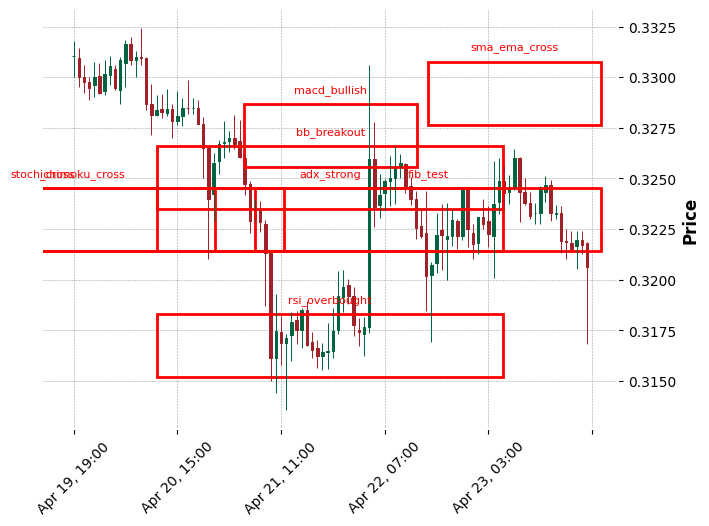 sma_ema_cross
macd_bullish
bb_breakout
adx_strong
fib_test
rsi_overbought
0.3325
0.3300
0.3275
0.3250
0.3225
0.3200
0.3175
0.3150
Price
Apr 19, 19:00
Apr 20, 15:00
Apr 21, 11:00
Apr 22, 07:00
Apr 23, 03:00